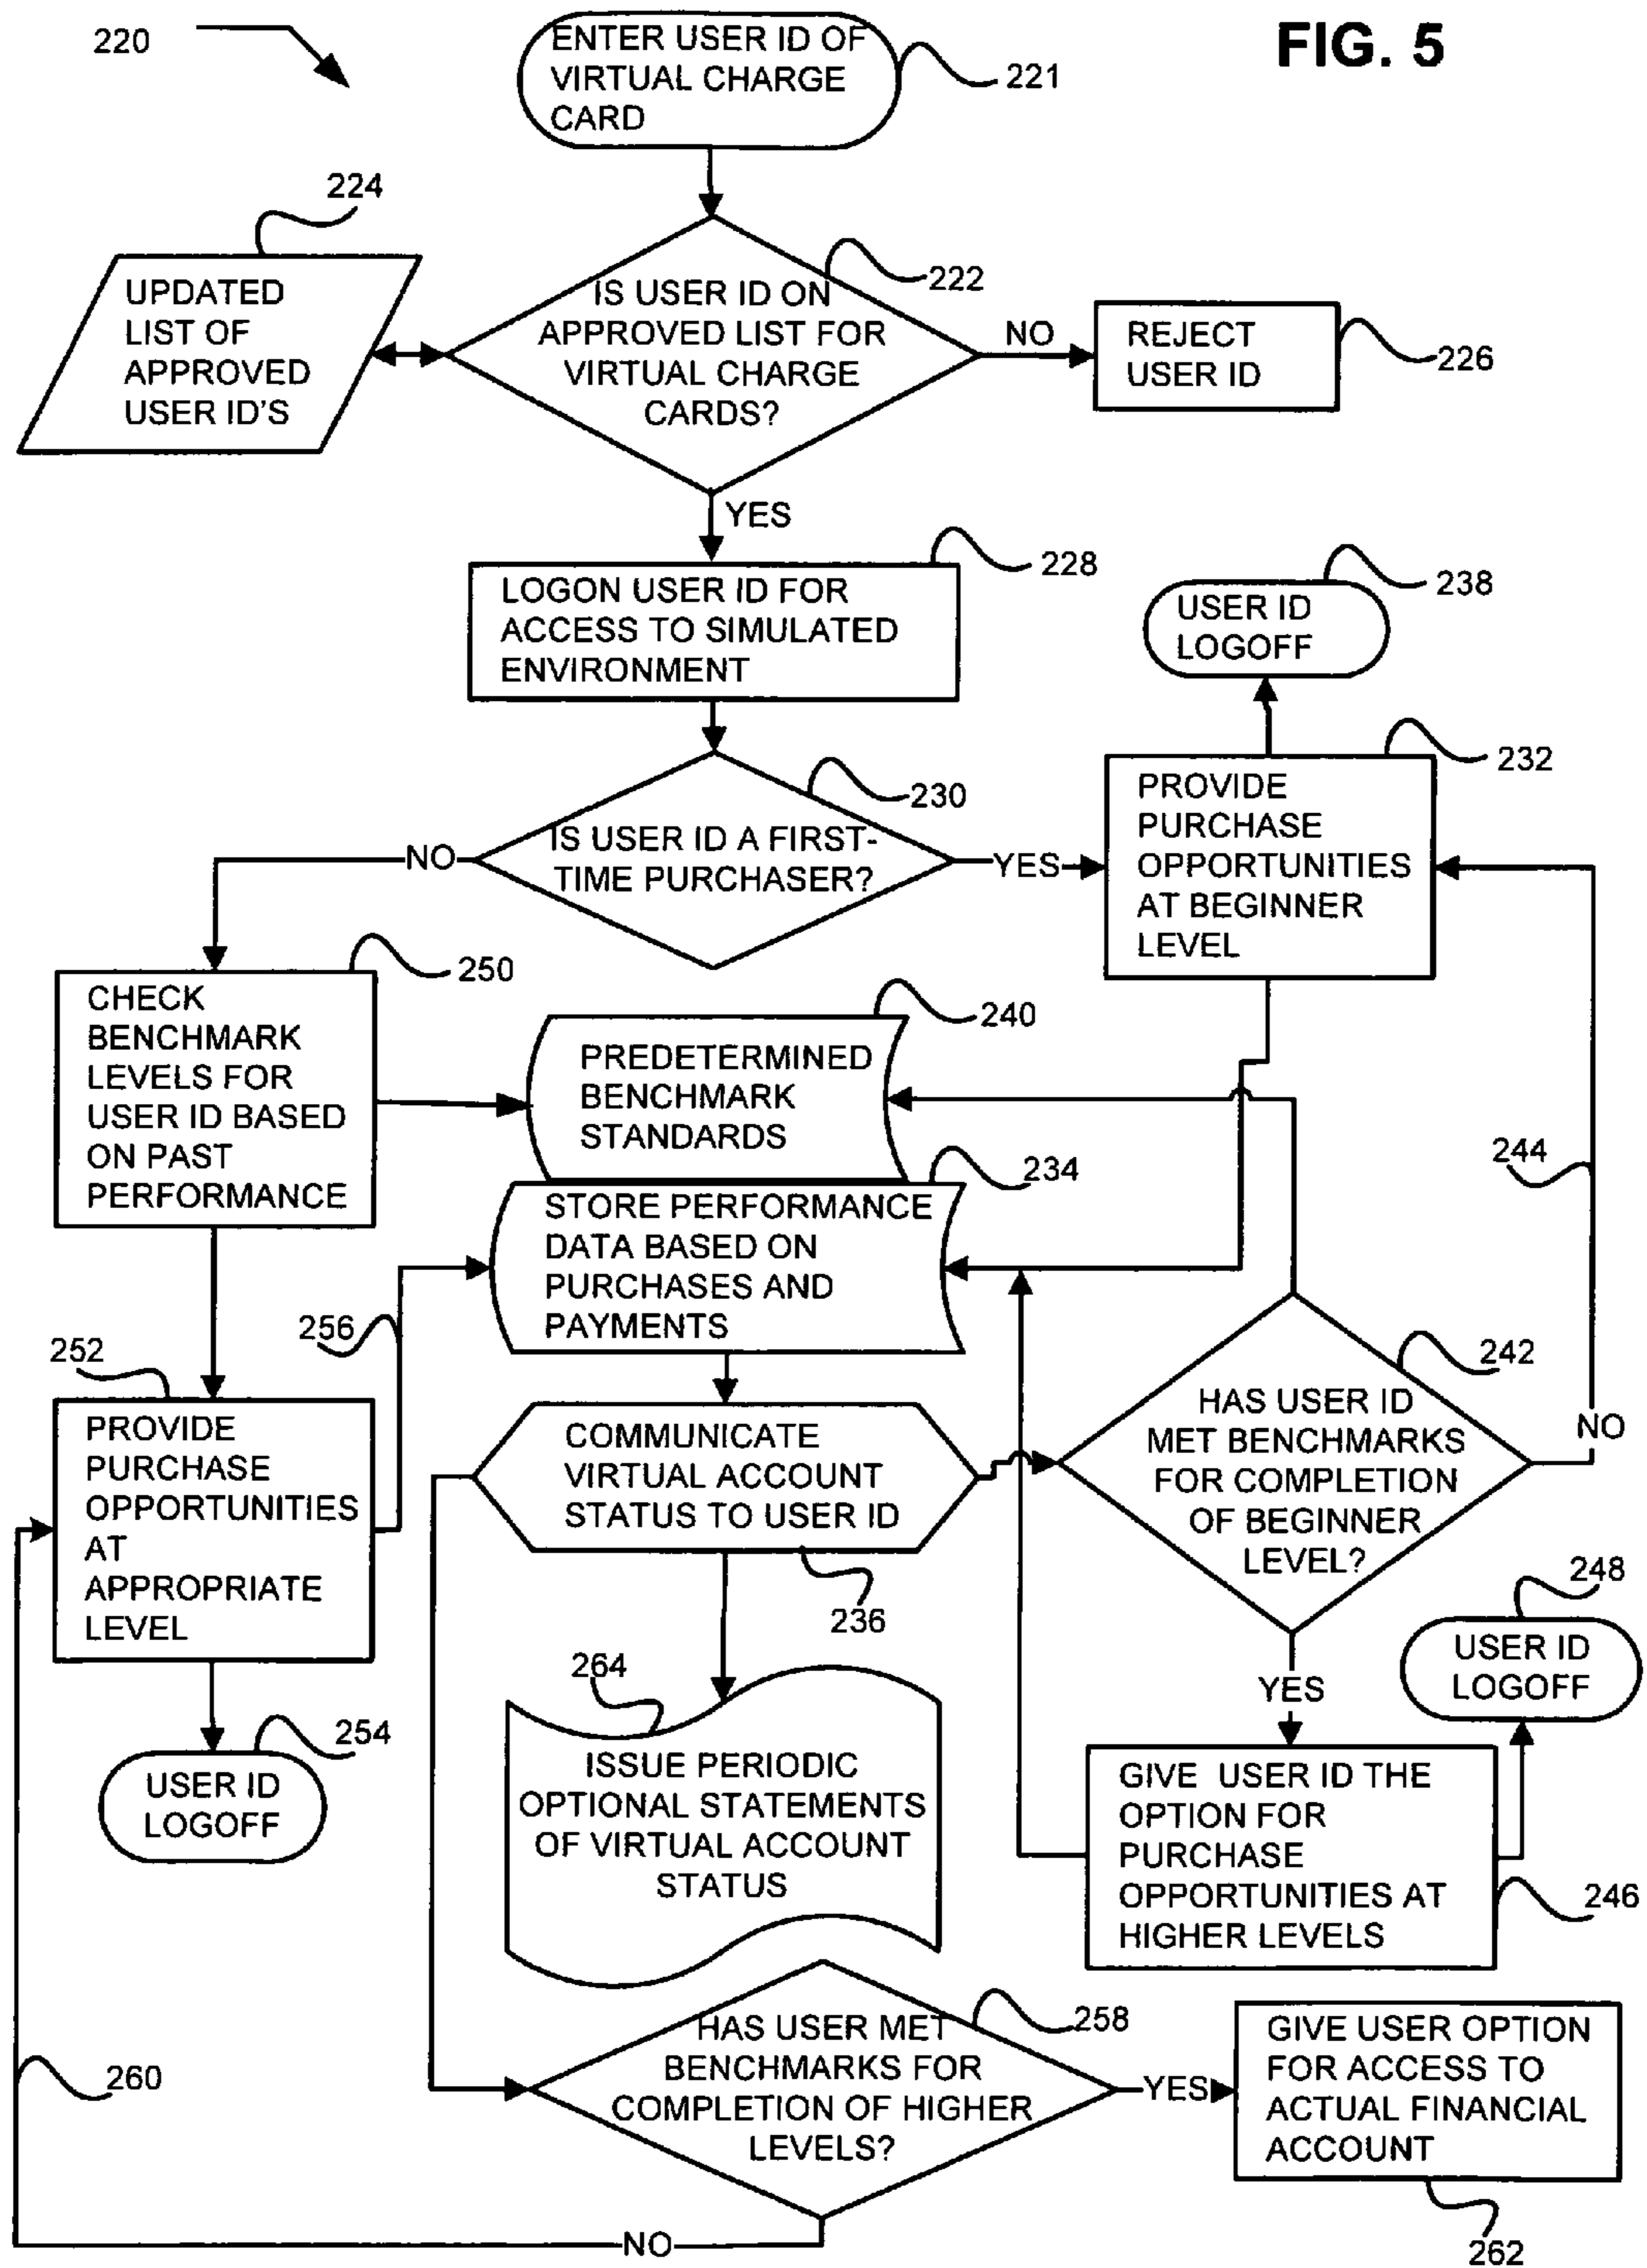 220
FIG. 5
ENTER USER ID OF
VIRTUAL CHARGE
CARD
221
224
UPDATED
LIST OF
APPROVED
USER ID'S
222
IS USER ID ON
APPROVED LIST FOR
VIRTUAL CHARGE
CARDS?
NO
REJECT
USER ID
226
YES
228
LOGON USER ID FOR
ACCESS TO SIMULATED
ENVIRONMENT
238
USER ID
LOGOFF
230
IS USER ID A FIRST-
TIME PURCHASER?
NO
YES
232
PROVIDE
PURCHASE
OPPORTUNITIES
AT BEGINNER
LEVEL
250
CHECK
BENCHMARK
LEVELS FOR
USER ID BASED
ON PAST
PERFORMANCE
240
PREDETERMINED
BENCHMARK
STANDARDS
244
234
STORE PERFORMANCE
DATA BASED ON
PURCHASES AND
PAYMENTS
256
252
PROVIDE
PURCHASE
OPPORTUNITIES
AT
APPROPRIATE
LEVEL
COMMUNICATE
VIRTUAL ACCOUNT
STATUS TO USER ID
236
242
HAS USER ID
MET BENCHMARKS
FOR COMPLETION
OF BEGINNER
LEVEL?
NO
YES
248
USER ID
LOGOFF
254
USER ID
LOGOFF
264
ISSUE PERIODIC
OPTIONAL STATEMENTS
OF VIRTUAL ACCOUNT
STATUS
GIVE USER ID THE
OPTION FOR
PURCHASE
OPPORTUNITIES AT
HIGHER LEVELS
246
260
258
HAS USER MET
BENCHMARKS FOR
COMPLETION OF HIGHER
LEVELS?
YES
GIVE USER OPTION
FOR ACCESS TO
ACTUAL FINANCIAL
ACCOUNT
NO
262